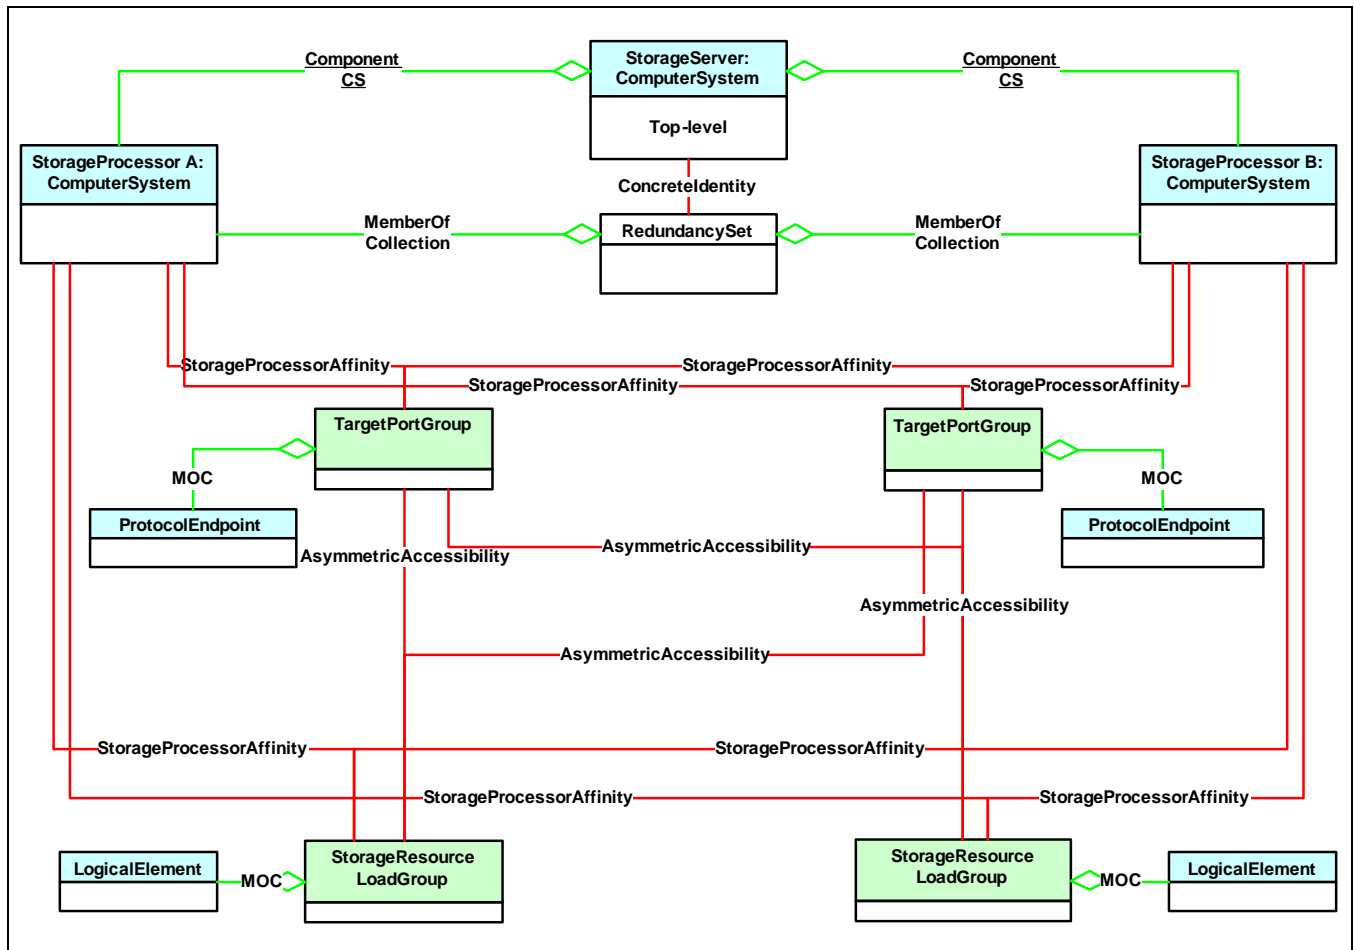 Component
CS
StorageServer:
ComputerSystem
Top-level
Component
CS
StorageProcessor A:
ComputerSystem
StorageProcessor B:
ComputerSystem
ConcreteIdentity
MemberOf
Collection
RedundancySet
MemberOf
Collection
StorageProcessorAffinity
StorageProcessorAffinity
StorageProcessorAffinity
StorageProcessorAffinity
TargetPortGroup
TargetPortGroup
MOC
MOC
ProtocolEndpoint
ProtocolEndpoint
AsymmetricAccessibility
AsymmetricAccessibility
AsymmetricAccessibility
AsymmetricAccessibility
StorageProcessorAffinity
StorageProcessorAffinity
StorageProcessorAffinity
StorageProcessorAffinity
LogicalElement
MOC
StorageResource
LoadGroup
StorageResource
LoadGroup
MOC
LogicalElement